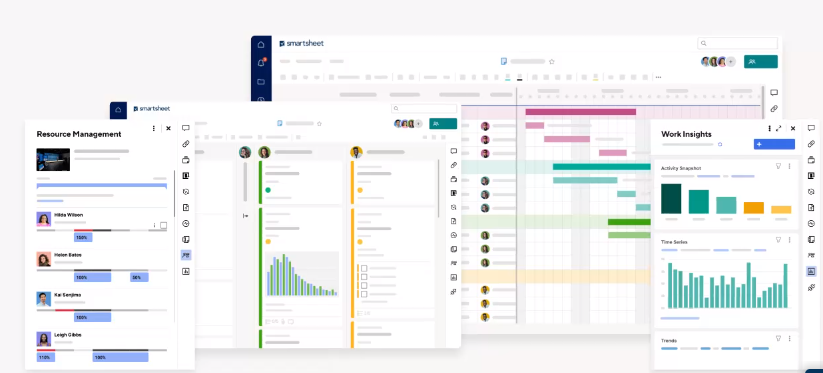 smartsheet
smartsheet
Resource Management
Hilda Wilson
100%
Helen Bates
100%
50%
Kai Senjima
100%
Leigh Gibbs
110%
100%
Work Insights
+
Activity Snapshot
Time Series
Trends